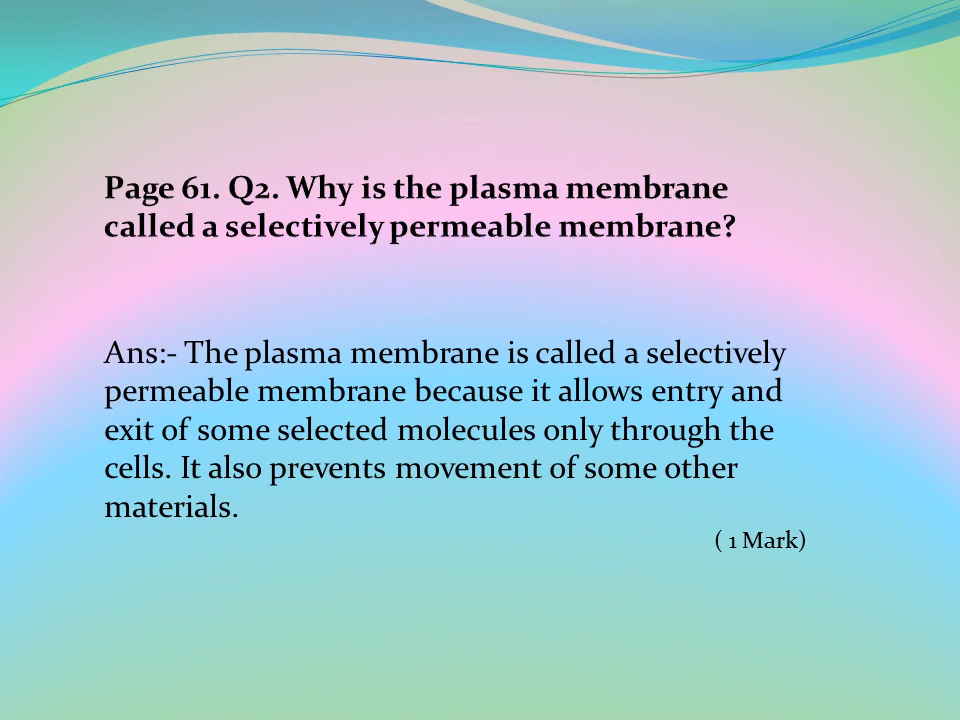 Page 61. Q2. Why is the plasma membrane
called a selectively permeable membrane?
Ans:- The plasma membrane is called a selectively
permeable membrane because it allows entry and
exit of some selected molecules only through the
cells. It also prevents movement of some other
materials.
( 1 Mark)